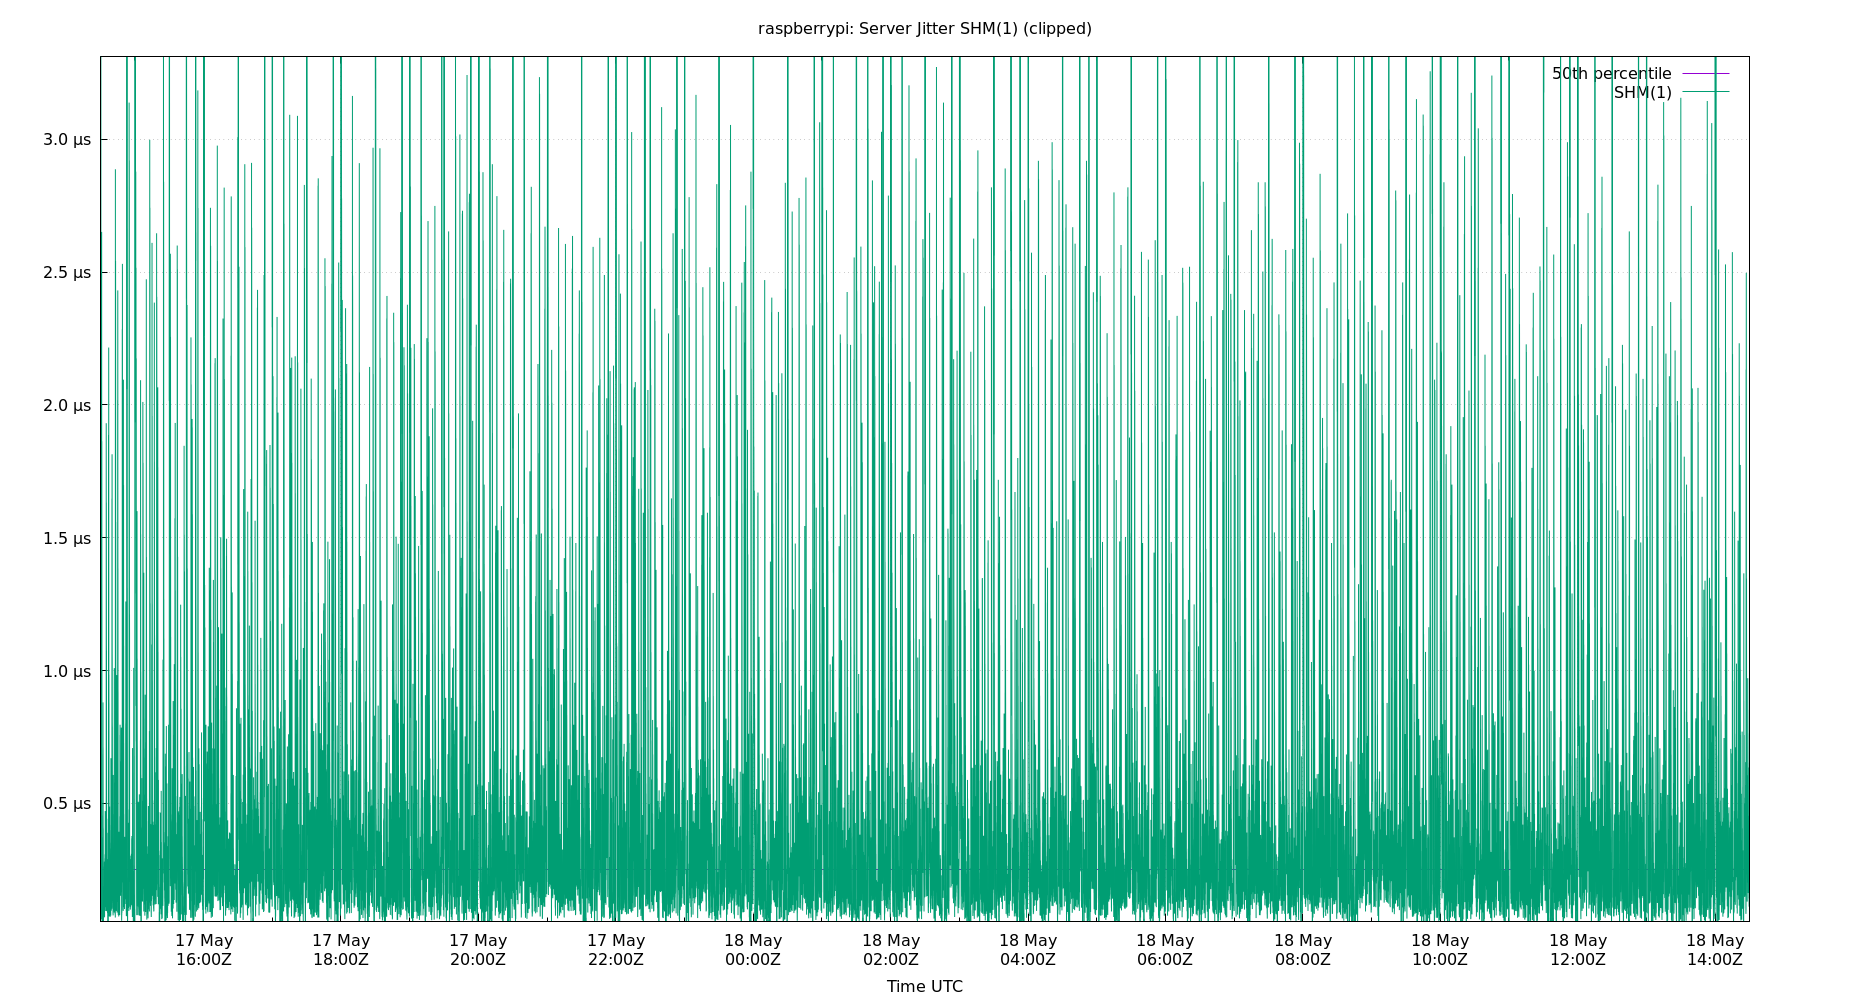 raspberrypi: Server Jitter SHM(1) (clipped)
50th percentile
SHM(1)
3.0 µs
2.5 µs
2.0 µs
1.5 µs
1.0 µs
0.5 µs
17 May 17 May 17 May 17 May 18 May 18 May 18 May 18 May 18 May 18 May 18 May 18 May
16:00Z 18:00Z 20:00Z 22:00Z 00:00Z 02:00Z 04:00Z 06:00Z 08:00Z 10:00Z 12:00Z 14:00Z
Time UTC